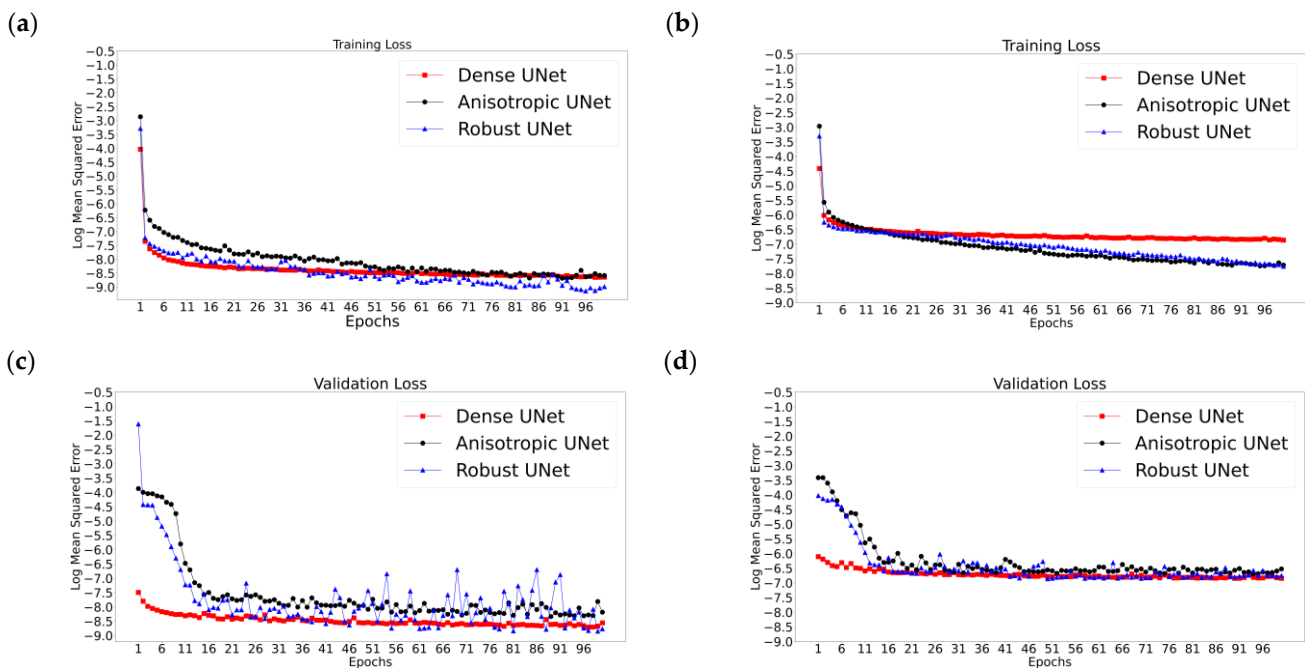 (a)
Training Loss
Log Mean Squared Error
−0.5
−1.0
−1.5
−2.0
−2.5
−3.0
−3.5
−4.0
−4.5
−5.0
−5.5
−6.0
−6.5
−7.0
−7.5
−8.0
−8.5
−9.0
Dense UNet
Anisotropic UNet
Robust UNet
1 6 11 16 21 26 31 36 41 46 51 56 61 66 71 76 81 86 91 96
Epochs
(b)
Training Loss
Log Mean Squared Error
−0.5
−1.0
−1.5
−2.0
−2.5
−3.0
−3.5
−4.0
−4.5
−5.0
−5.5
−6.0
−6.5
−7.0
−7.5
−8.0
−8.5
−9.0
Dense UNet
Anisotropic UNet
Robust UNet
1 6 11 16 21 26 31 36 41 46 51 56 61 66 71 76 81 86 91 96
Epochs
(c)
Validation Loss
Log Mean Squared Error
−0.5
−1.0
−1.5
−2.0
−2.5
−3.0
−3.5
−4.0
−4.5
−5.0
−5.5
−6.0
−6.5
−7.0
−7.5
−8.0
−8.5
−9.0
Dense UNet
Anisotropic UNet
Robust UNet
1 6 11 16 21 26 31 36 41 46 51 56 61 66 71 76 81 86 91 96
Epochs
(d)
Validation Loss
Log Mean Squared Error
−0.5
−1.0
−1.5
−2.0
−2.5
−3.0
−3.5
−4.0
−4.5
−5.0
−5.5
−6.0
−6.5
−7.0
−7.5
−8.0
−8.5
−9.0
Dense UNet
Anisotropic UNet
Robust UNet
1 6 11 16 21 26 31 36 41 46 51 56 61 66 71 76 81 86 91 96
Epochs